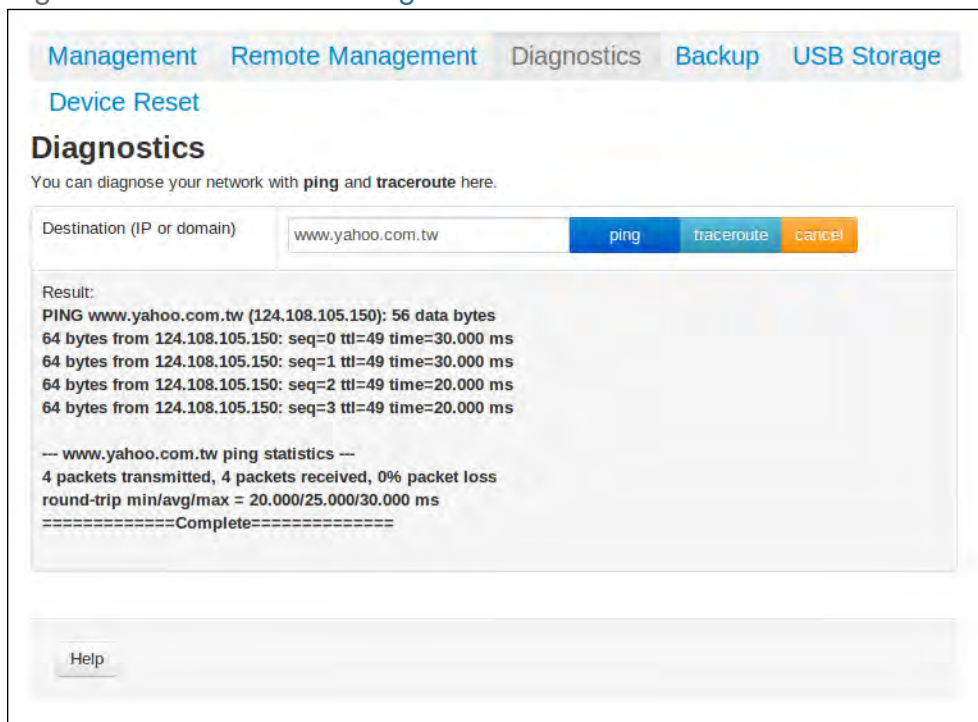 Management Remote Management Diagnostics Backup USB Storage
Device Reset
Diagnostics
You can diagnose your network with ping and traceroute here.
Destination (IP or domain) www.yahoo.com.tw ping traceroute cancel
Result:
PING www.yahoo.com.tw (124.108.105.150): 56 data bytes
64 bytes from 124.108.105.150: seq=0 ttl=49 time=30.000 ms
64 bytes from 124.108.105.150: seq=1 ttl=49 time=30.000 ms
64 bytes from 124.108.105.150: seq=2 ttl=49 time=20.000 ms
64 bytes from 124.108.105.150: seq=3 ttl=49 time=20.000 ms
--- www.yahoo.com.tw ping statistics ---
4 packets transmitted, 4 packets received, 0% packet loss
round-trip min/avg/max = 20.000/25.000/30.000 ms
=============Complete==============
Help